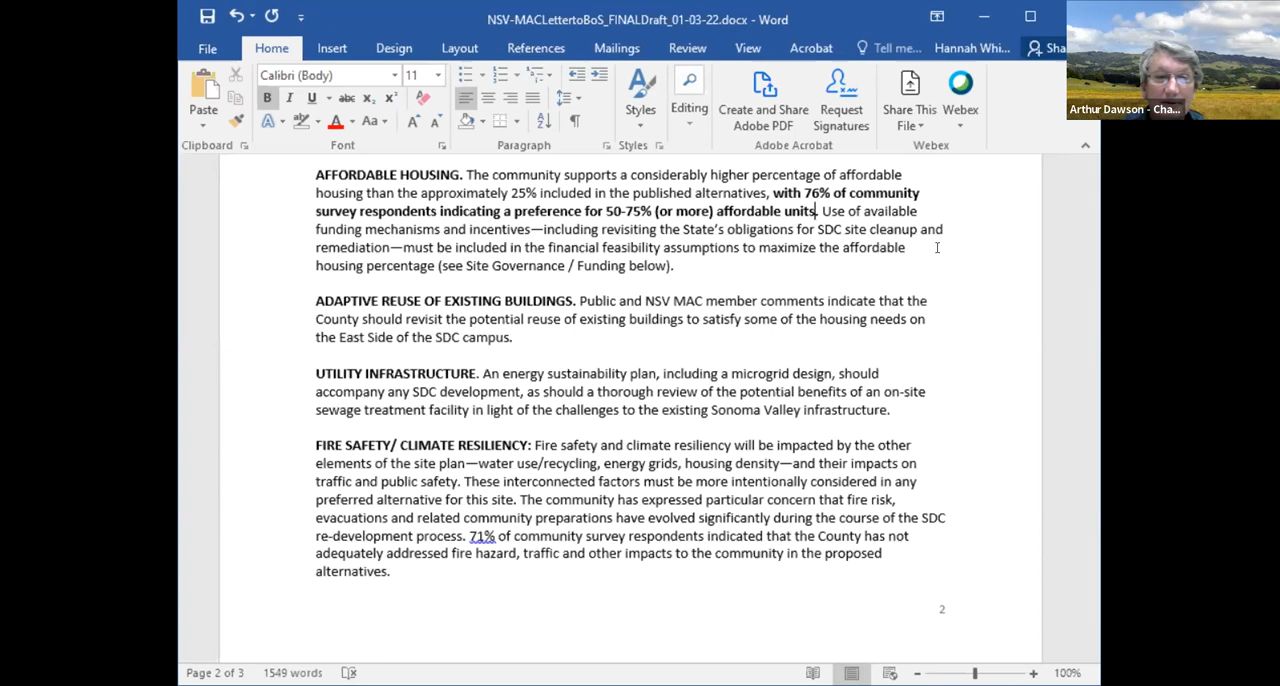 NSV-MACLettertoBoS_FINALDraft_01-03-22.docx - Word
File Home Insert Design Layout References Mailings Review View Acrobat Tell me... Hannah Whi... Sha
Arthur Dawson - Cha...
Calibri (Body) 11
Paste
Styles
Editing
Create and Share Adobe PDF
Request Signatures
Share This File
Webex
Clipboard Font Paragraph Styles Adobe Acrobat Webex
AFFORDABLE HOUSING. The community supports a considerably higher percentage of affordable
housing than the approximately 25% included in the published alternatives, with 76% of community
survey respondents indicating a preference for 50-75% (or more) affordable units. Use of available
funding mechanisms and incentives—including revisiting the State's obligations for SDC site cleanup and
remediation—must be included in the financial feasibility assumptions to maximize the affordable
housing percentage (see Site Governance / Funding below).
ADAPTIVE REUSE OF EXISTING BUILDINGS. Public and NSV MAC member comments indicate that the
County should revisit the potential reuse of existing buildings to satisfy some of the housing needs on
the East Side of the SDC campus.
UTILITY INFRASTRUCTURE. An energy sustainability plan, including a microgrid design, should
accompany any SDC development, as should a thorough review of the potential benefits of an on-site
sewage treatment facility in light of the challenges to the existing Sonoma Valley infrastructure.
FIRE SAFETY/ CLIMATE RESILIENCY: Fire safety and climate resiliency will be impacted by the other
elements of the site plan—water use/recycling, energy grids, housing density—and their impacts on
traffic and public safety. These interconnected factors must be more intentionally considered in any
preferred alternative for this site. The community has expressed particular concern that fire risk,
evacuations and related community preparations have evolved significantly during the course of the SDC
re-development process. 71% of community survey respondents indicated that the County has not
adequately addressed fire hazard, traffic and other impacts to the community in the proposed
alternatives.
2
Page 2 of 3 1549 words 100%